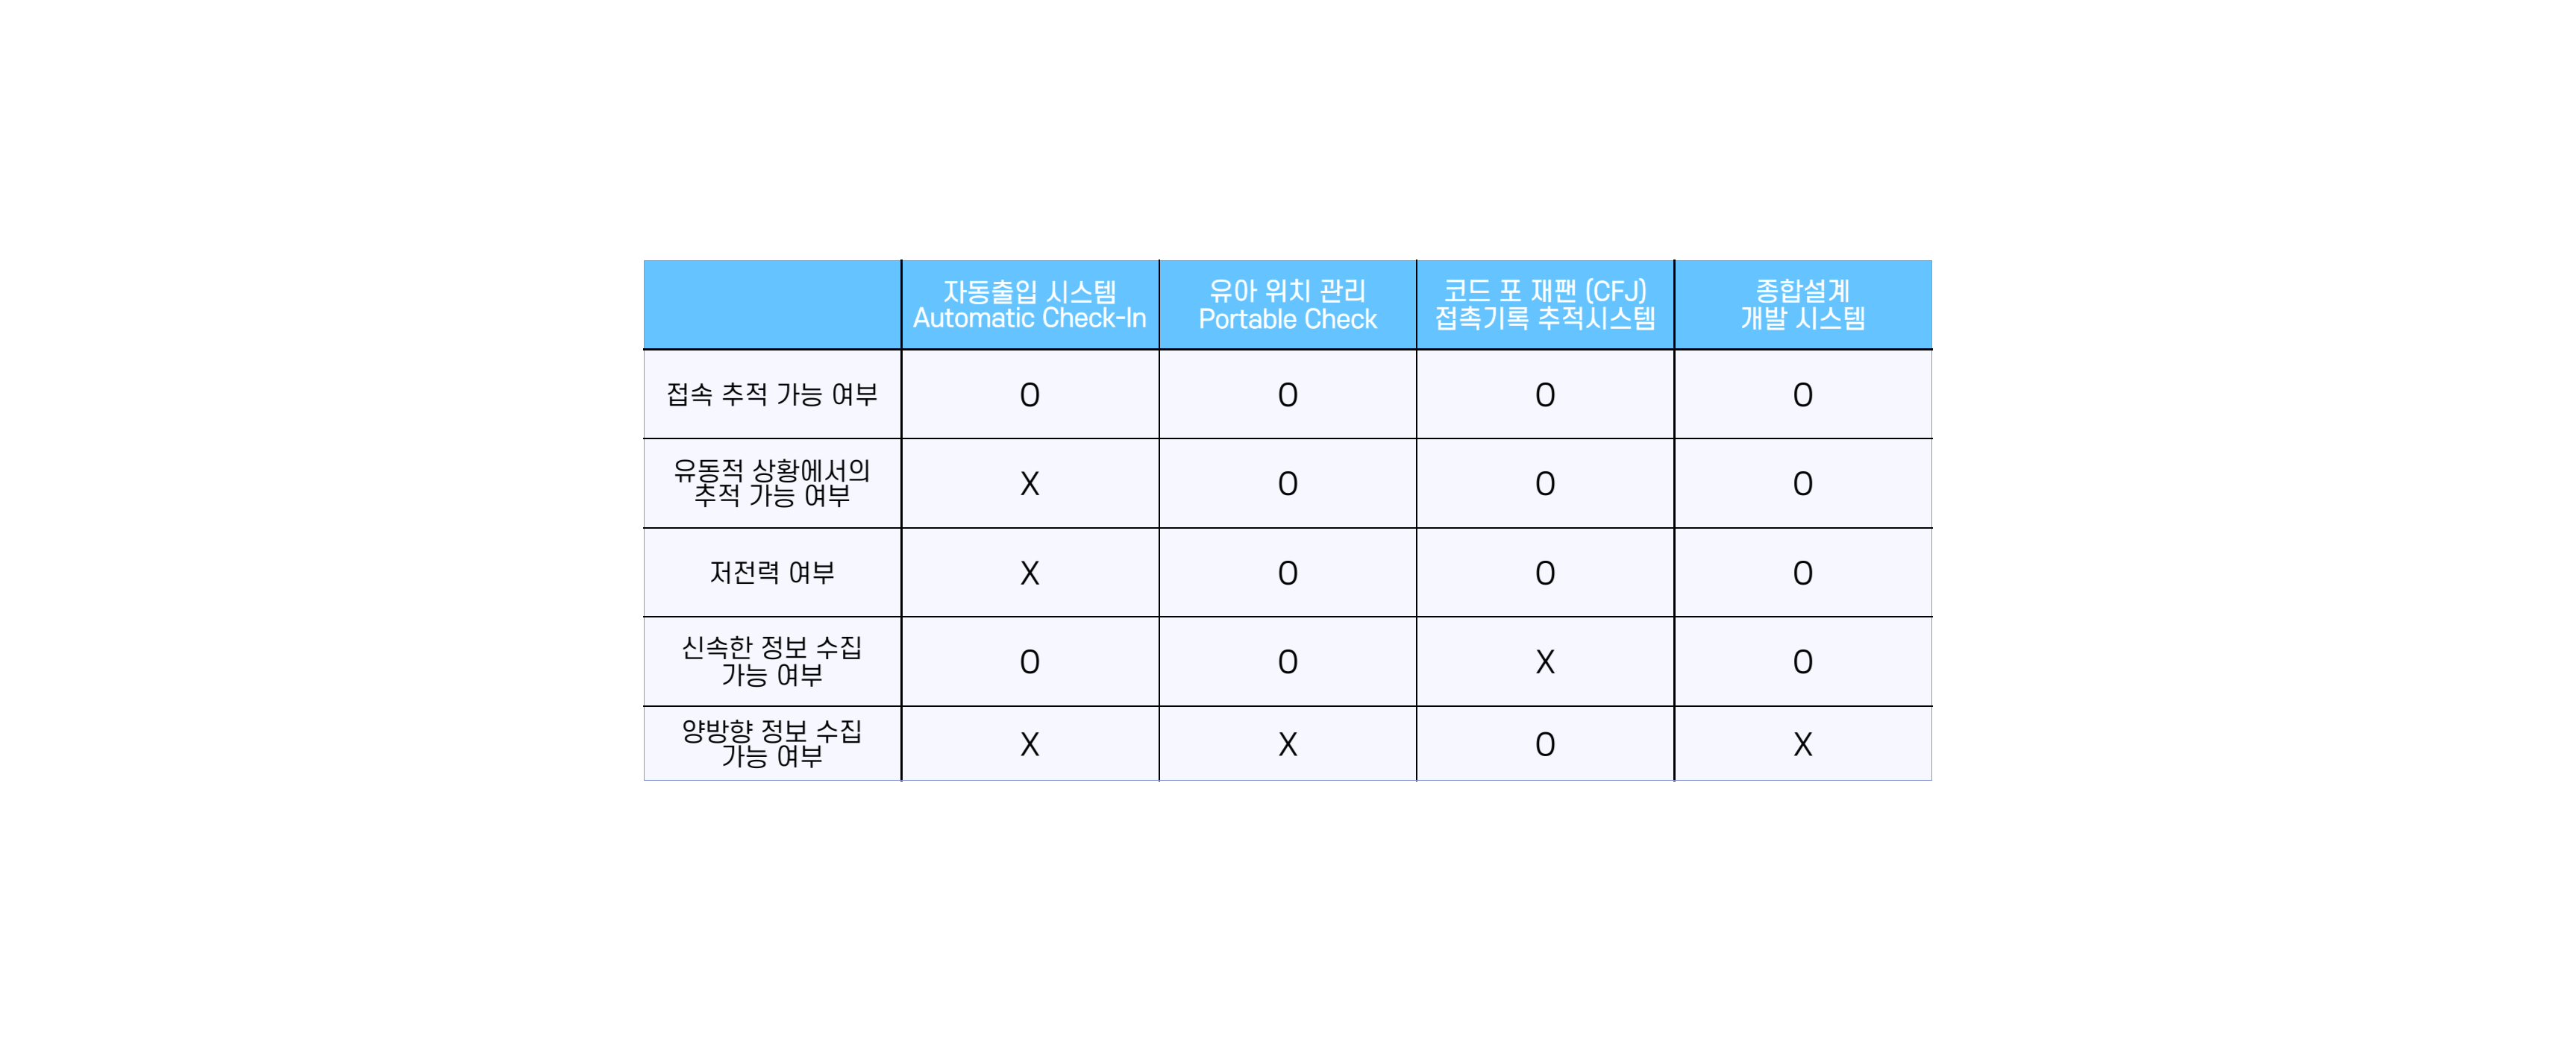 자동출입 시스템
Automatic Check-In
유아 위치 관리
Portable Check
코드 포 재팬 (CFJ)
접촉기록 추적시스템
종합설계
개발 시스템
접속 추적 가능 여부
O O O O
유동적 상황에서의
추적 가능 여부
X O O O
저전력 여부
X O O O
신속한 정보 수집
가능 여부
O O X O
양방향 정보 수집
가능 여부
X X O X